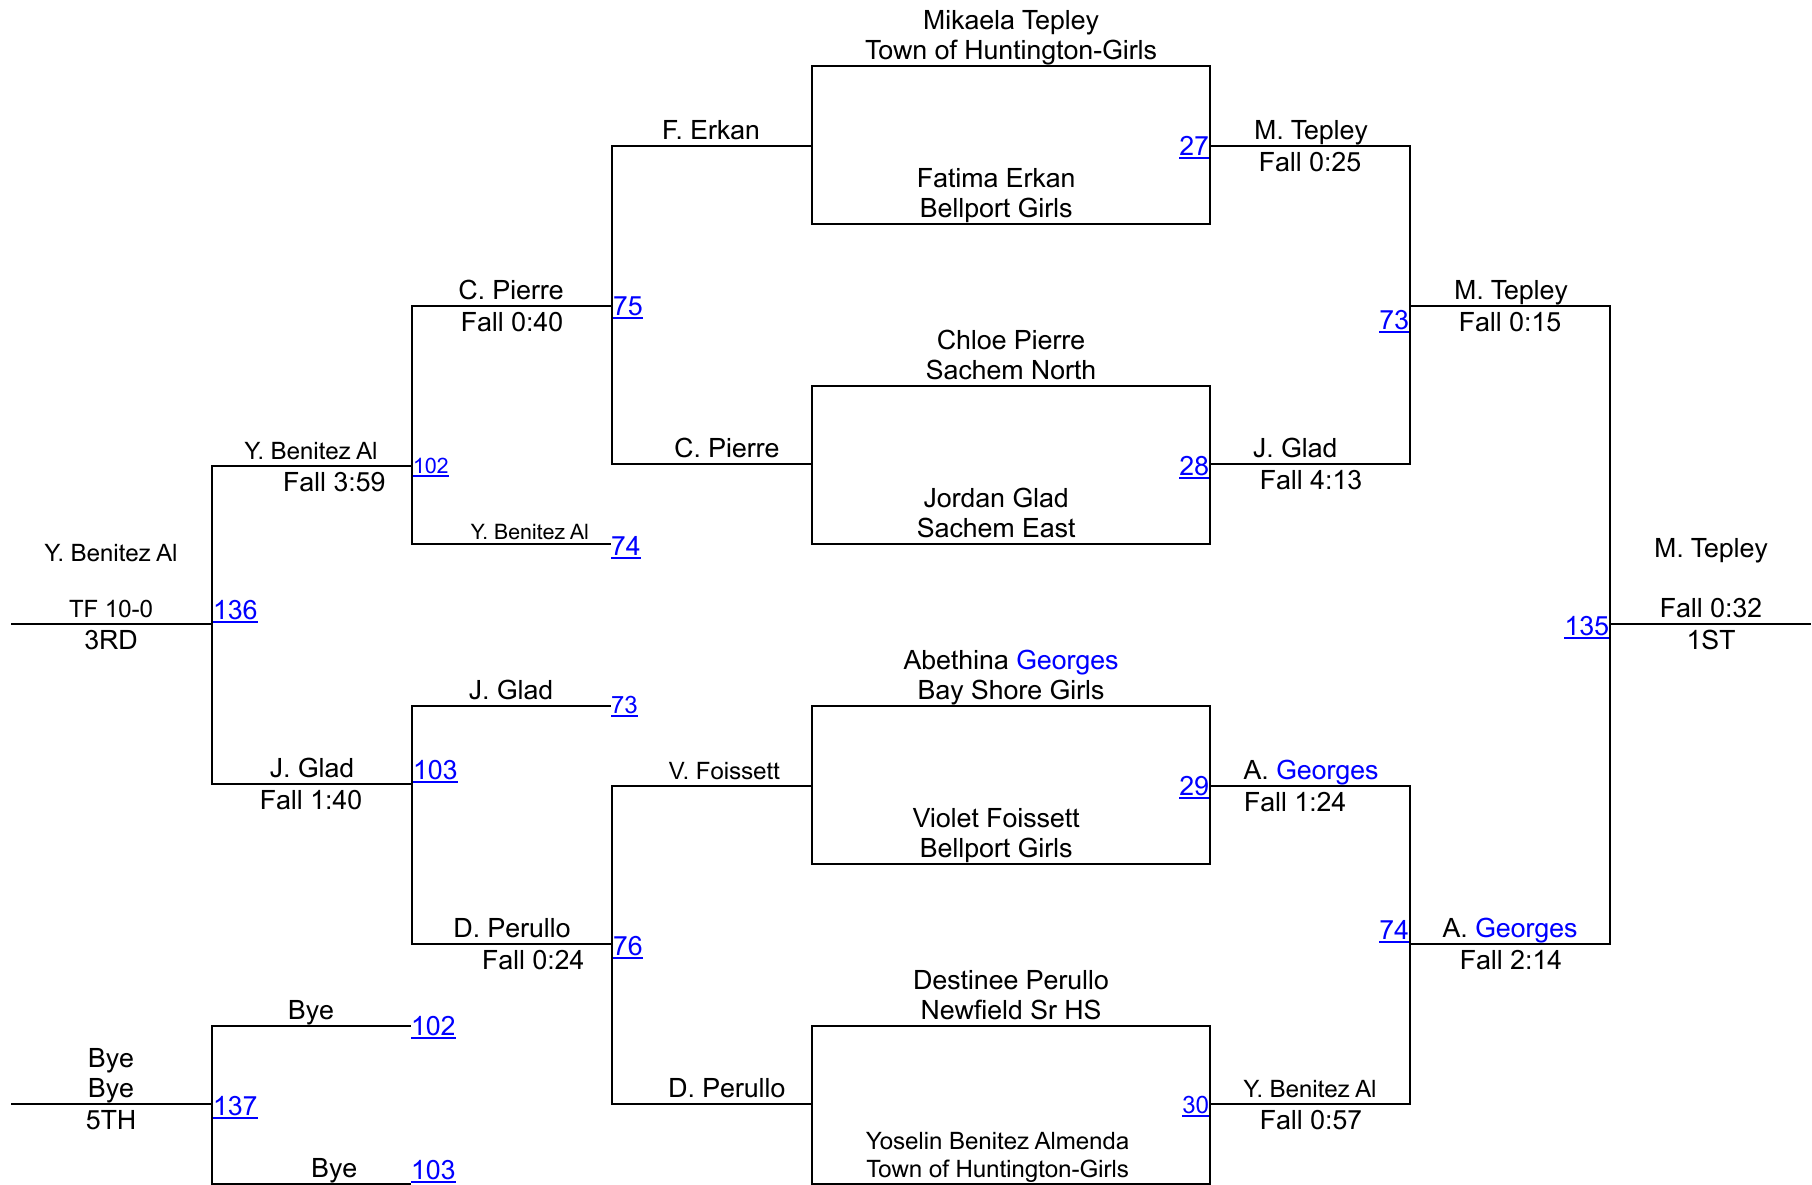 Mikaela Tepley
Town of Huntington-Girls
F. Erkan
27
M. Tepley
Fall 0:25
Fatima Erkan
Bellport Girls
C. Pierre
Fall 0:40
75
73
M. Tepley
Fall 0:15
Chloe Pierre
Sachem North
Y. Benitez Al
Fall 3:59
102
C. Pierre
28
J. Glad
Fall 4:13
Jordan Glad
Sachem East
Y. Benitez Al
74
Y. Benitez Al
TF 10-0
3RD
136
M. Tepley
Fall 0:32
1ST
135
Abethina Georges
Bay Shore Girls
J. Glad
73
J. Glad
Fall 1:40
103
V. Foissett
29
A. Georges
Fall 1:24
Violet Foissett
Bellport Girls
D. Perullo
Fall 0:24
76
74
A. Georges
Fall 2:14
Destinee Perullo
Newfield Sr HS
Bye
102
Bye
Bye
5TH
137
D. Perullo
30
Y. Benitez Al
Fall 0:57
Yoselin Benitez Almenda
Town of Huntington-Girls
Bye
103